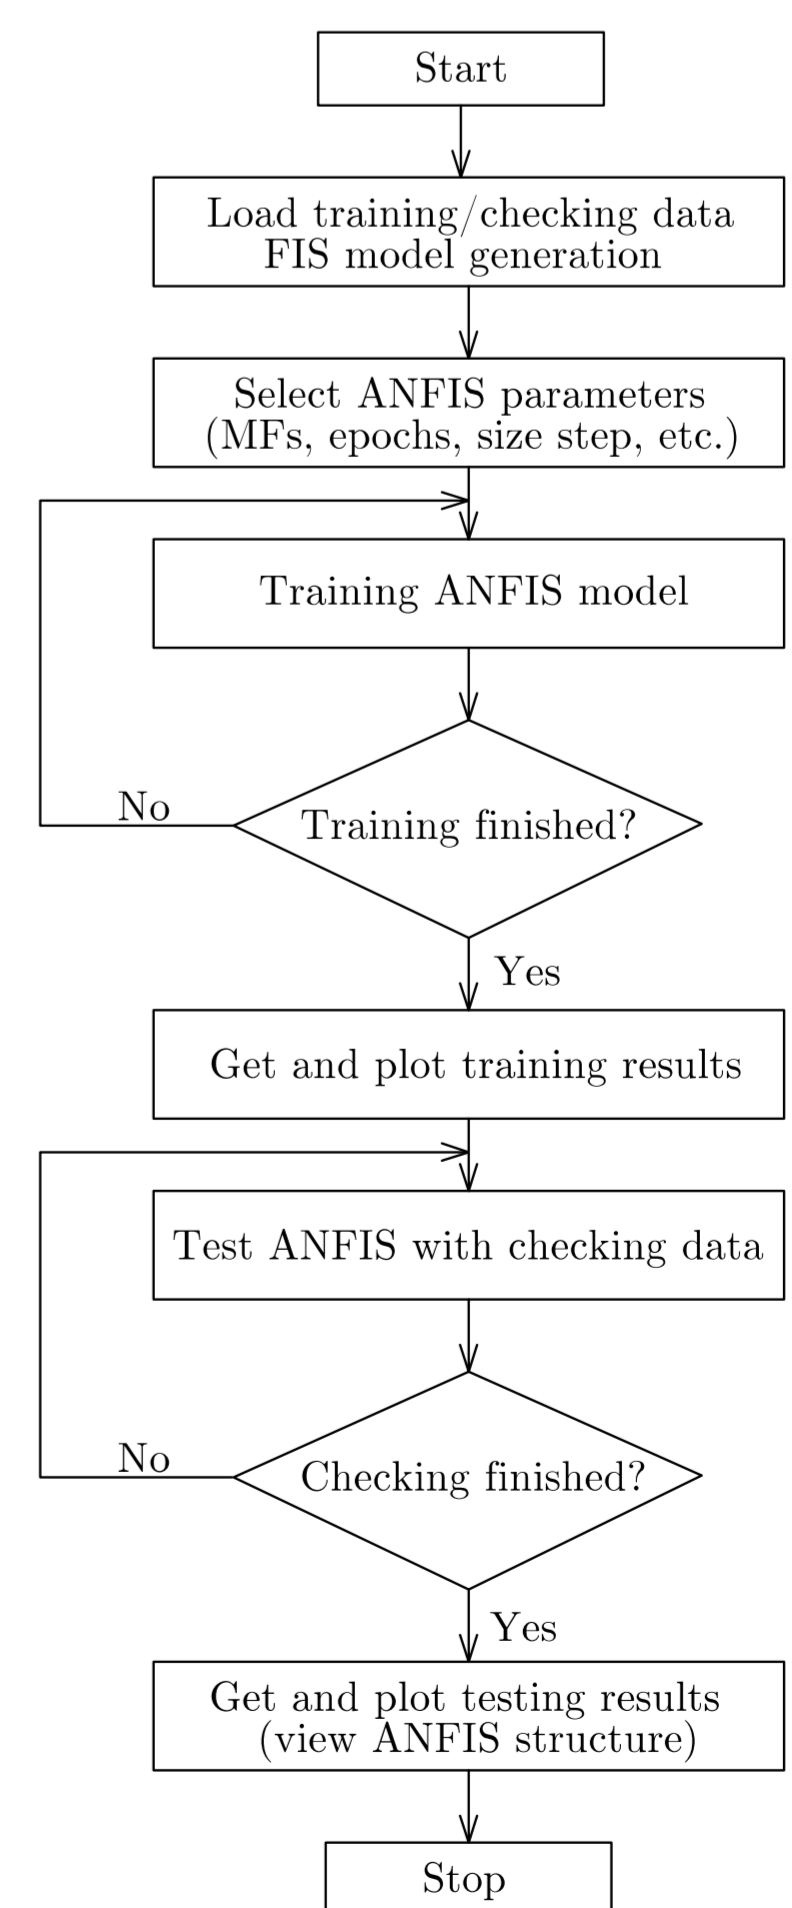 Start
Load training/checking data
FIS model generation
Select ANFIS parameters
(MFs, epochs, size step, etc.)
Training ANFIS model
No
Training finished?
Yes
Get and plot training results
Test ANFIS with checking data
No
Checking finished?
Yes
Get and plot testing results
(view ANFIS structure)
Stop